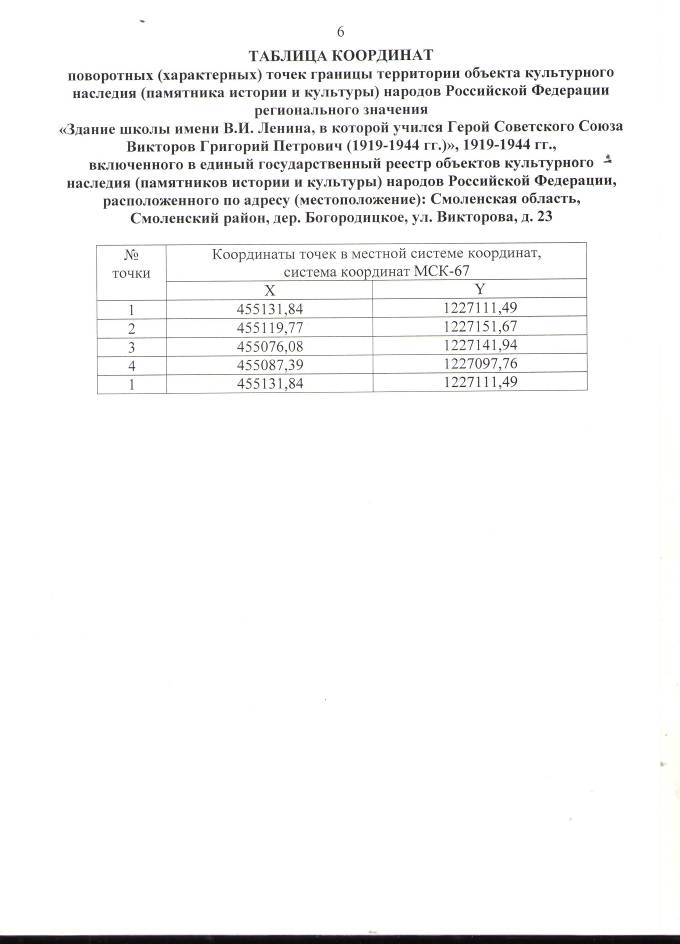 6
ТАБЛИЦА КООРДИНАТ
поворотных (характерных) точек границы территории объекта культурного
наследия (памятника истории и культуры) народов Российской Федерации
регионального значения
«Здание школы имени В.И. Ленина, в которой учился Герой Советского Союза
Викторов Григорий Петрович (1919-1944 гг.)», 1919-1944 гг.,
включенного в единый государственный реестр объектов культурного
наследия (памятников истории и культуры) народов Российской Федерации,
расположенного по адресу (местоположение): Смоленская область,
Смоленский район, дер. Богородицкое, ул. Викторова, д. 23
№ точки Координаты точек в местной системе координат,
система координат МСК-67
X Y
1 455131,84 1227111,49
2 455119,77 1227151,67
3 455076,08 1227141,94
4 455087,39 1227097,76
1 455131,84 1227111,49